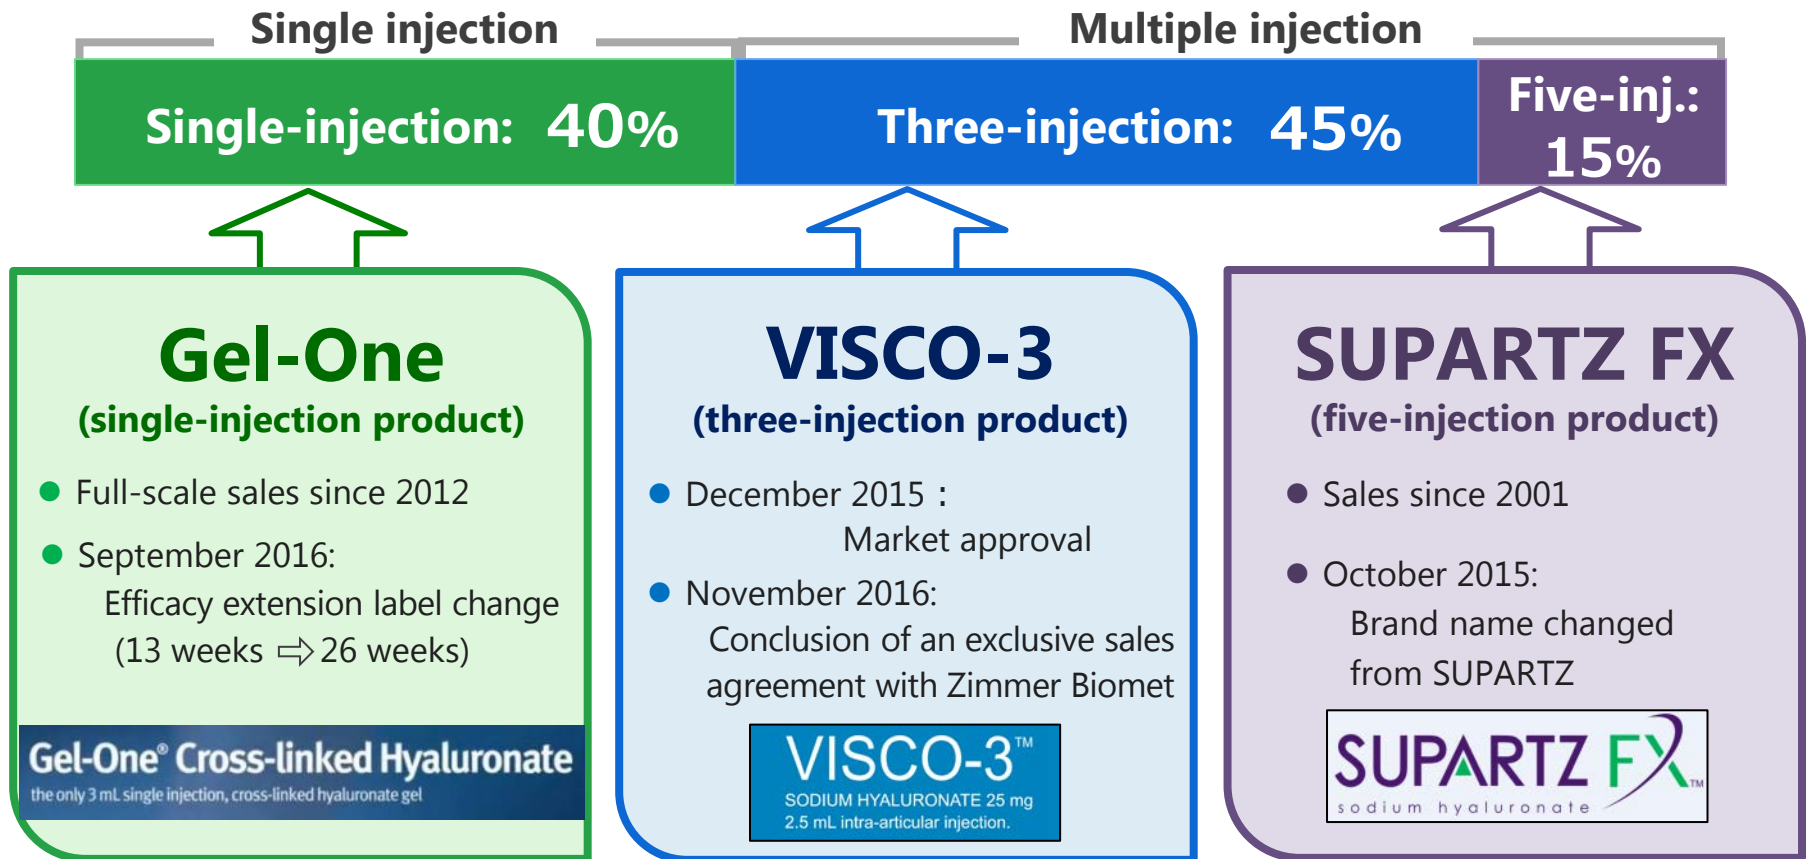 Single injection
Multiple injection
Single-injection: 40%
Three-injection: 45%
Five-inj.:
15%
Gel-One
(single-injection product)
● Full-scale sales since 2012
● September 2016:
Efficacy extension label change
(13 weeks ⇨ 26 weeks)
Gel-One® Cross-linked Hyaluronate
the only 3 mL single injection, cross-linked hyaluronate gel
VISCO-3
(three-injection product)
● December 2015：
Market approval
● November 2016:
Conclusion of an exclusive sales
agreement with Zimmer Biomet
VISCO-3™
SODIUM HYALURONATE 25 mg
2.5 mL intra-articular injection.
SUPARTZ FX
(five-injection product)
● Sales since 2001
● October 2015:
Brand name changed
from SUPARTZ
SUPARTZ FX™
sodium hyaluronate